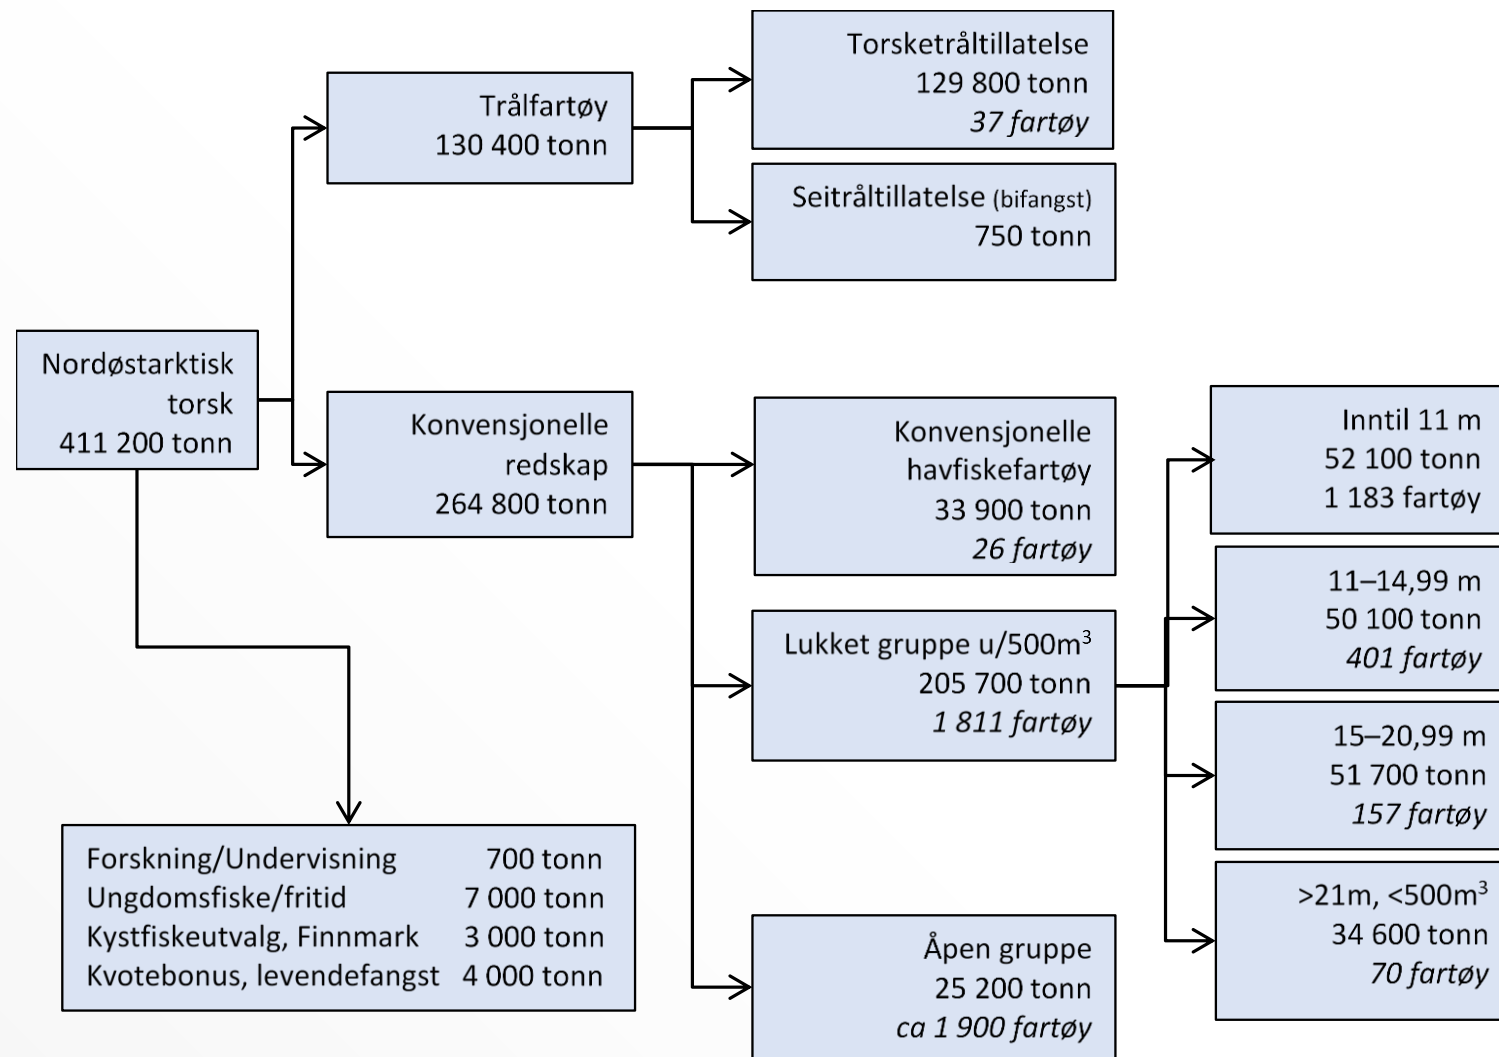 Nordøstarktisk
torsk
411 200 tonn
Trålfartøy
130 400 tonn
Torsketråltillatelse
129 800 tonn
37 fartøy
Seitråltillatelse (bifangst)
750 tonn
Konvensjonelle
redskap
264 800 tonn
Konvensjonelle
havfiskefartøy
33 900 tonn
26 fartøy
Lukket gruppe u/500m³
205 700 tonn
1 811 fartøy
Inntil 11 m
52 100 tonn
1 183 fartøy
11–14,99 m
50 100 tonn
401 fartøy
15–20,99 m
51 700 tonn
157 fartøy
>21m, <500m³
34 600 tonn
70 fartøy
Åpen gruppe
25 200 tonn
ca 1 900 fartøy
Forskning/Undervisning 700 tonn
Ungdomsfiske/fritid 7 000 tonn
Kystfiskeutvalg, Finnmark 3 000 tonn
Kvotebonus, levendefangst 4 000 tonn